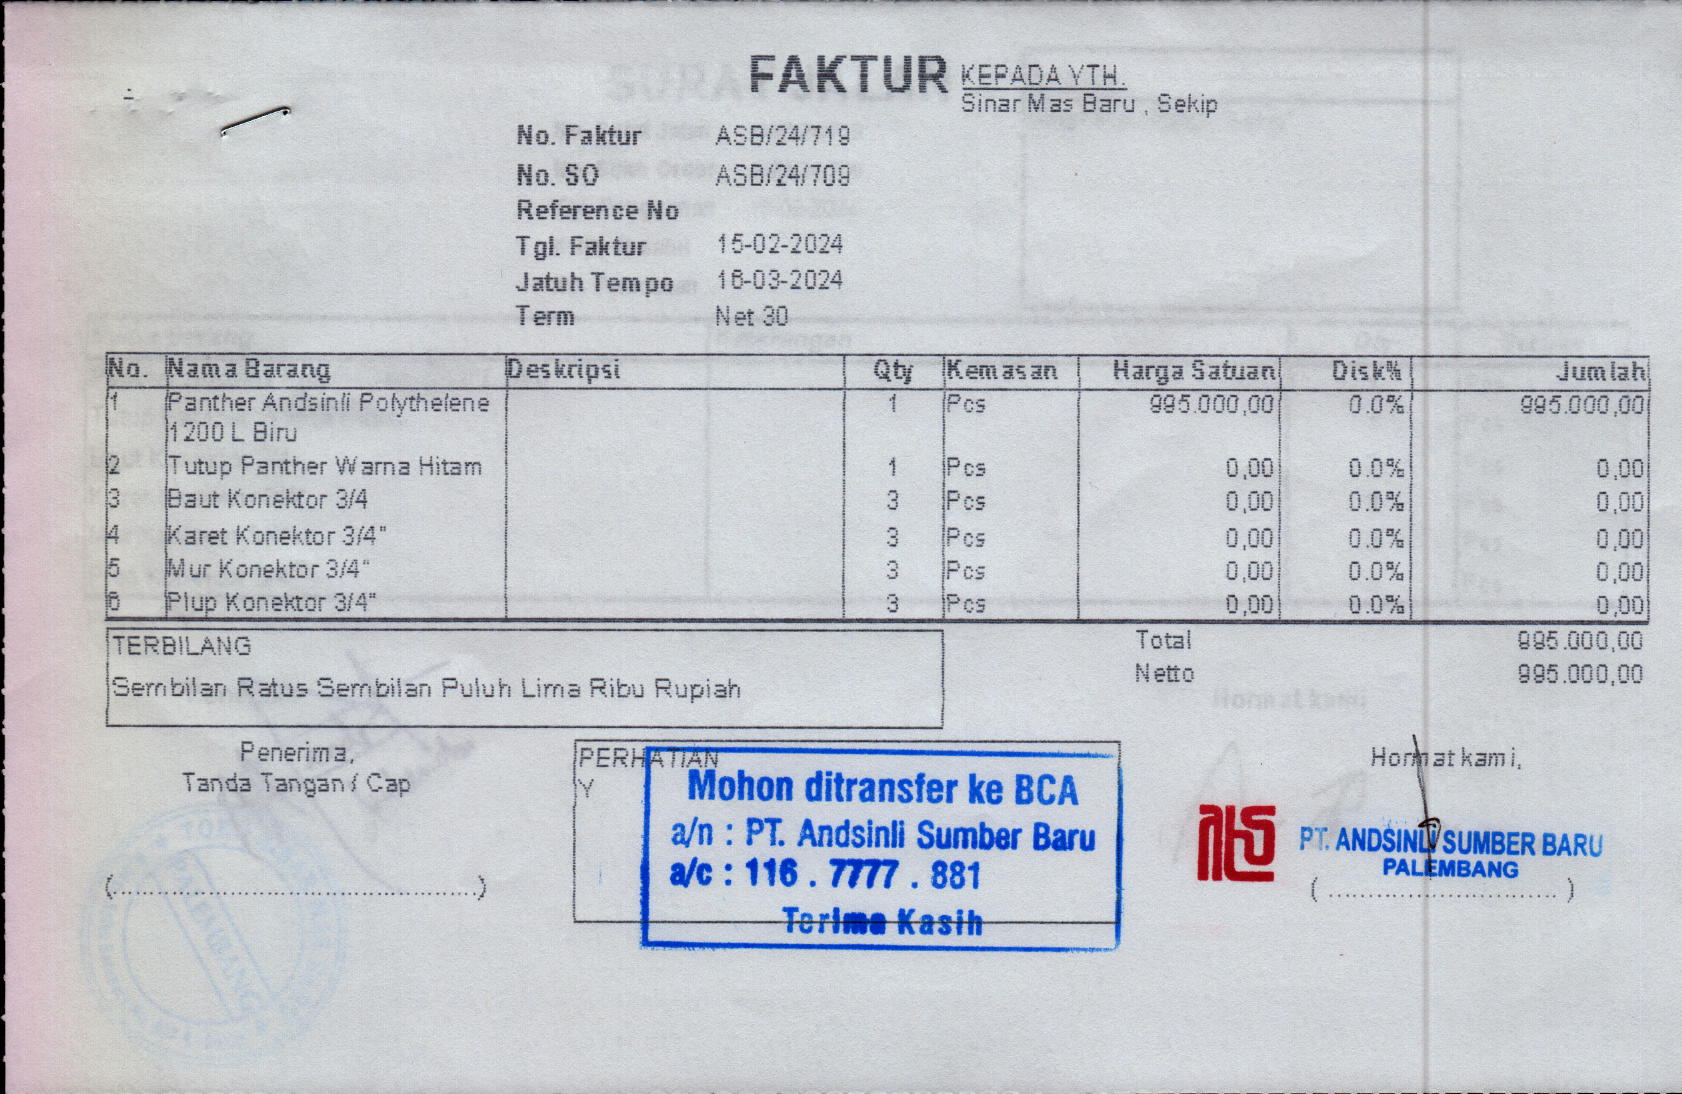 FAKTUR
KEPADA YTH.
Sinar Mas Baru , Sekip
No. Faktur ASB/24/719
No. SO ASB/24/709
Reference No
Tgl. Faktur 15-02-2024
Jatuh Tempo 16-03-2024
Term Net 30
No. Nama Barang Deskripsi Qty Kemasan Harga Satuan Disk% Jumlah
1 Panther Andsinli Polythelene 1 Pcs 995.000,00 0.0% 995.000,00
1200 L Biru
2 Tutup Panther Warna Hitam 1 Pcs 0,00 0.0% 0,00
3 Baut Konektor 3/4 3 Pcs 0,00 0.0% 0,00
4 Karet Konektor 3/4" 3 Pcs 0,00 0.0% 0,00
5 Mur Konektor 3/4" 3 Pcs 0,00 0.0% 0,00
6 Plup Konektor 3/4" 3 Pcs 0,00 0.0% 0,00
TERBILANG
Sembilan Ratus Sembilan Puluh Lima Ribu Rupiah
Total 995.000,00
Netto 995.000,00
Penerima,
Tanda Tangan / Cap
(..................................................)
PERHATIAN
Y
Mohon ditransfer ke BCA
a/n : PT. Andsinli Sumber Baru
a/c : 116 . 7777 . 881
Terima Kasih
Hormat kami,
PT. ANDSINLI SUMBER BARU
PALEMBANG
( ............................... )
PALEMBANG
Hormat kami